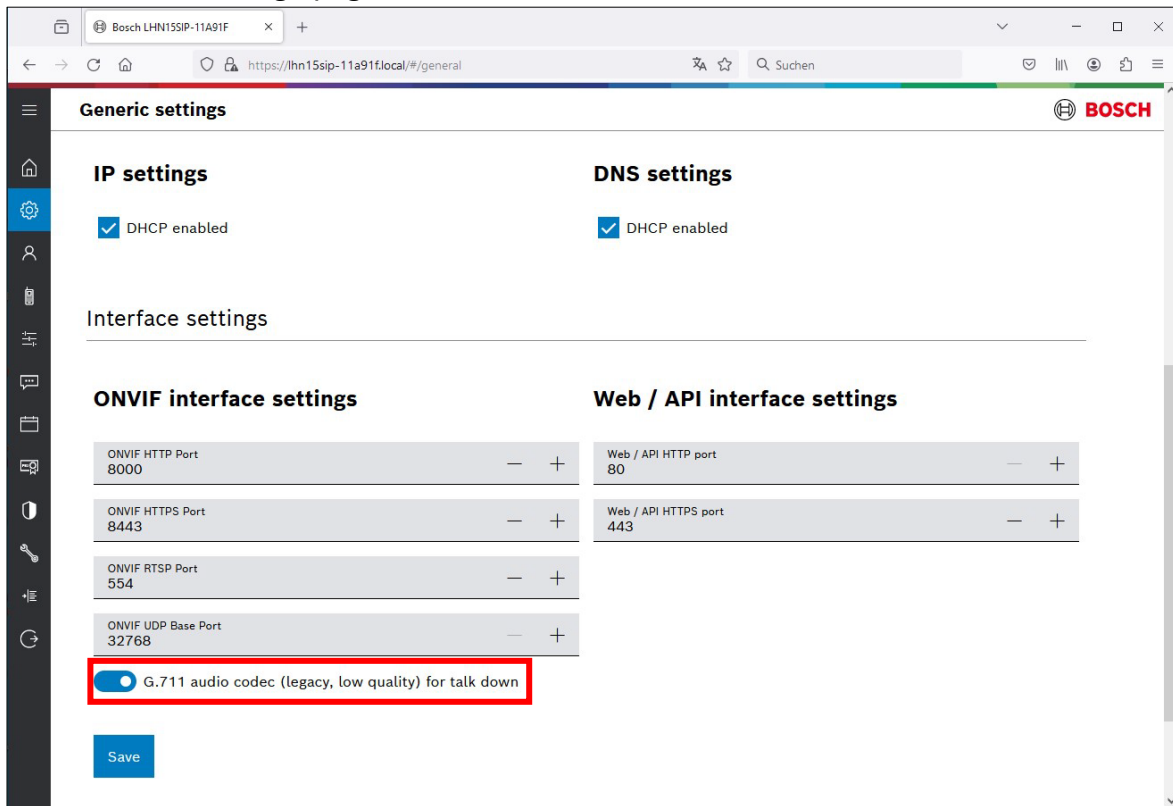 Bosch LHN15SIP-11A91F
https://lhn15sip-11a91f.local/#/general
Suchen
Generic settings
BOSCH
IP settings
DNS settings
DHCP enabled
DHCP enabled
Interface settings
ONVIF interface settings
Web / API interface settings
ONVIF HTTP Port
8000
Web / API HTTP port
80
ONVIF HTTPS Port
8443
Web / API HTTPS port
443
ONVIF RTSP Port
554
ONVIF UDP Base Port
32768
G.711 audio codec (legacy, low quality) for talk down
Save